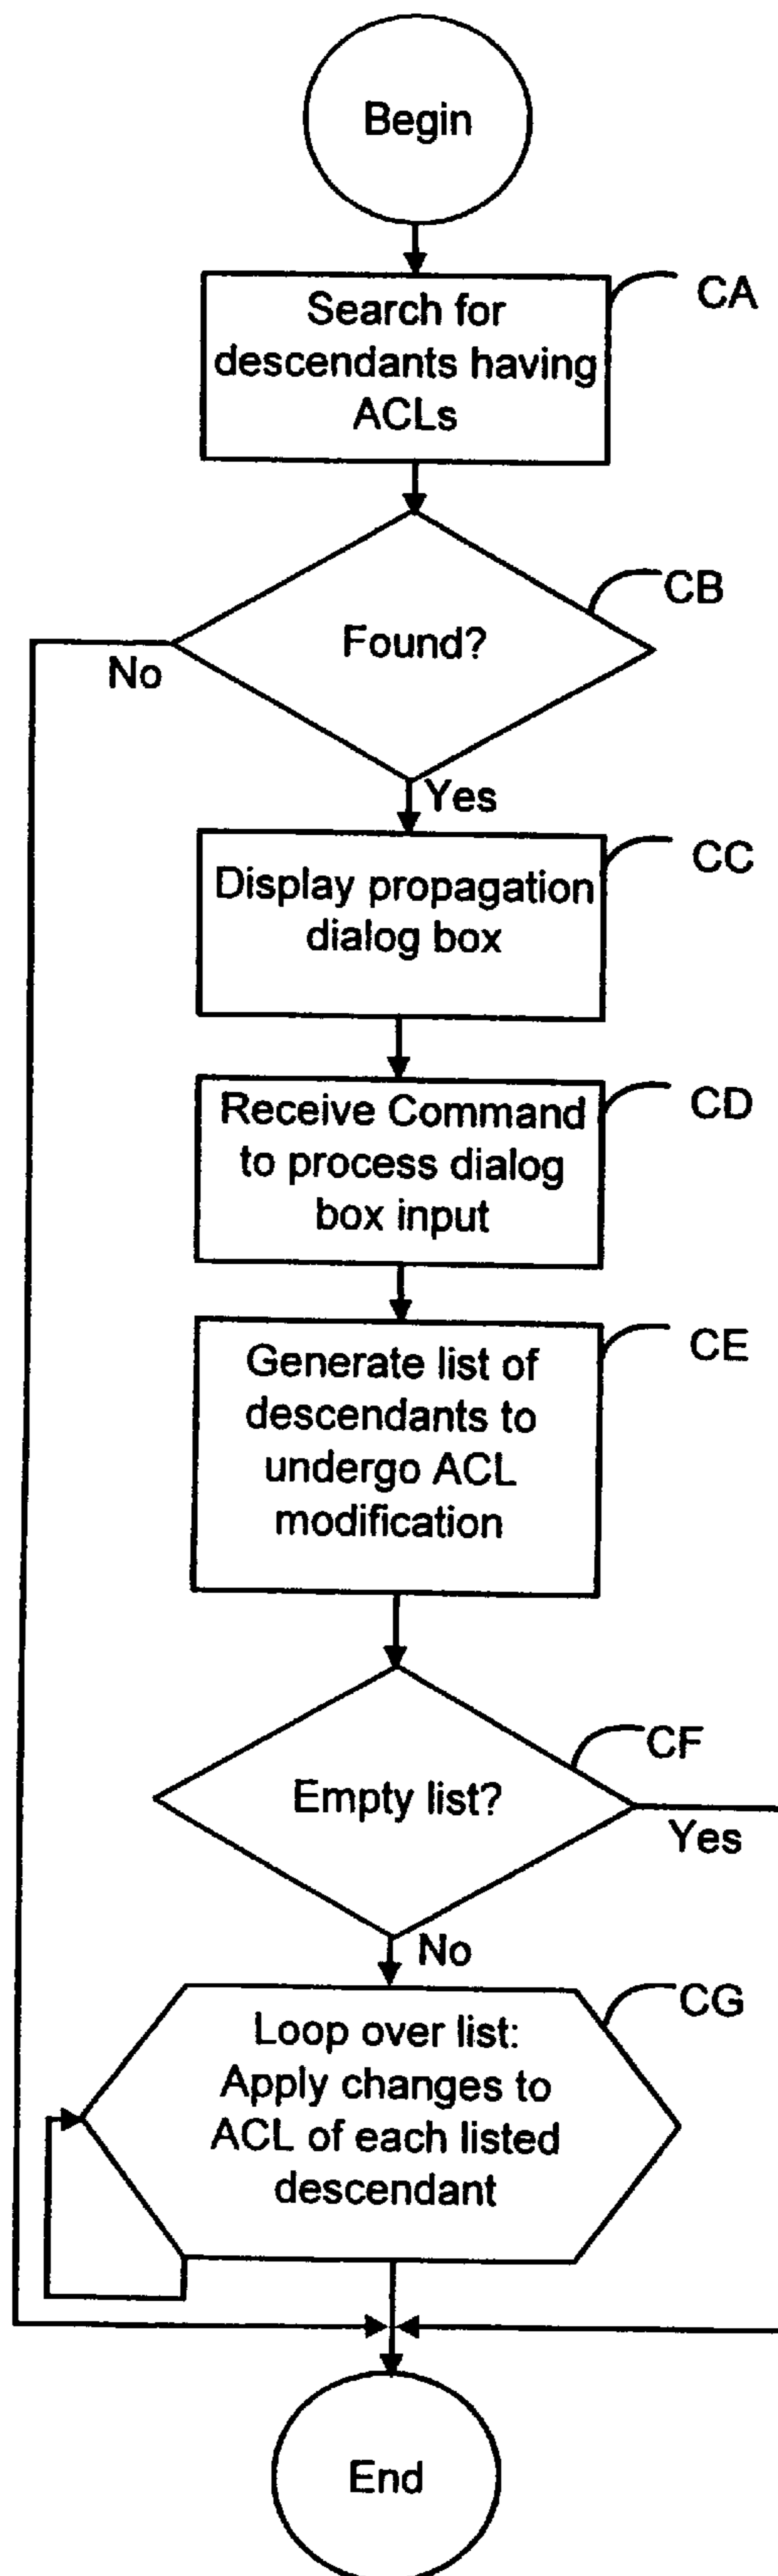 Begin
CA
Search for
descendants having
ACLs
CB
Found?
No
Yes
CC
Display propagation
dialog box
CD
Receive Command
to process dialog
box input
CE
Generate list of
descendants to
undergo ACL
modification
CF
Empty list?
Yes
No
CG
Loop over list:
Apply changes to
ACL of each listed
descendant
End